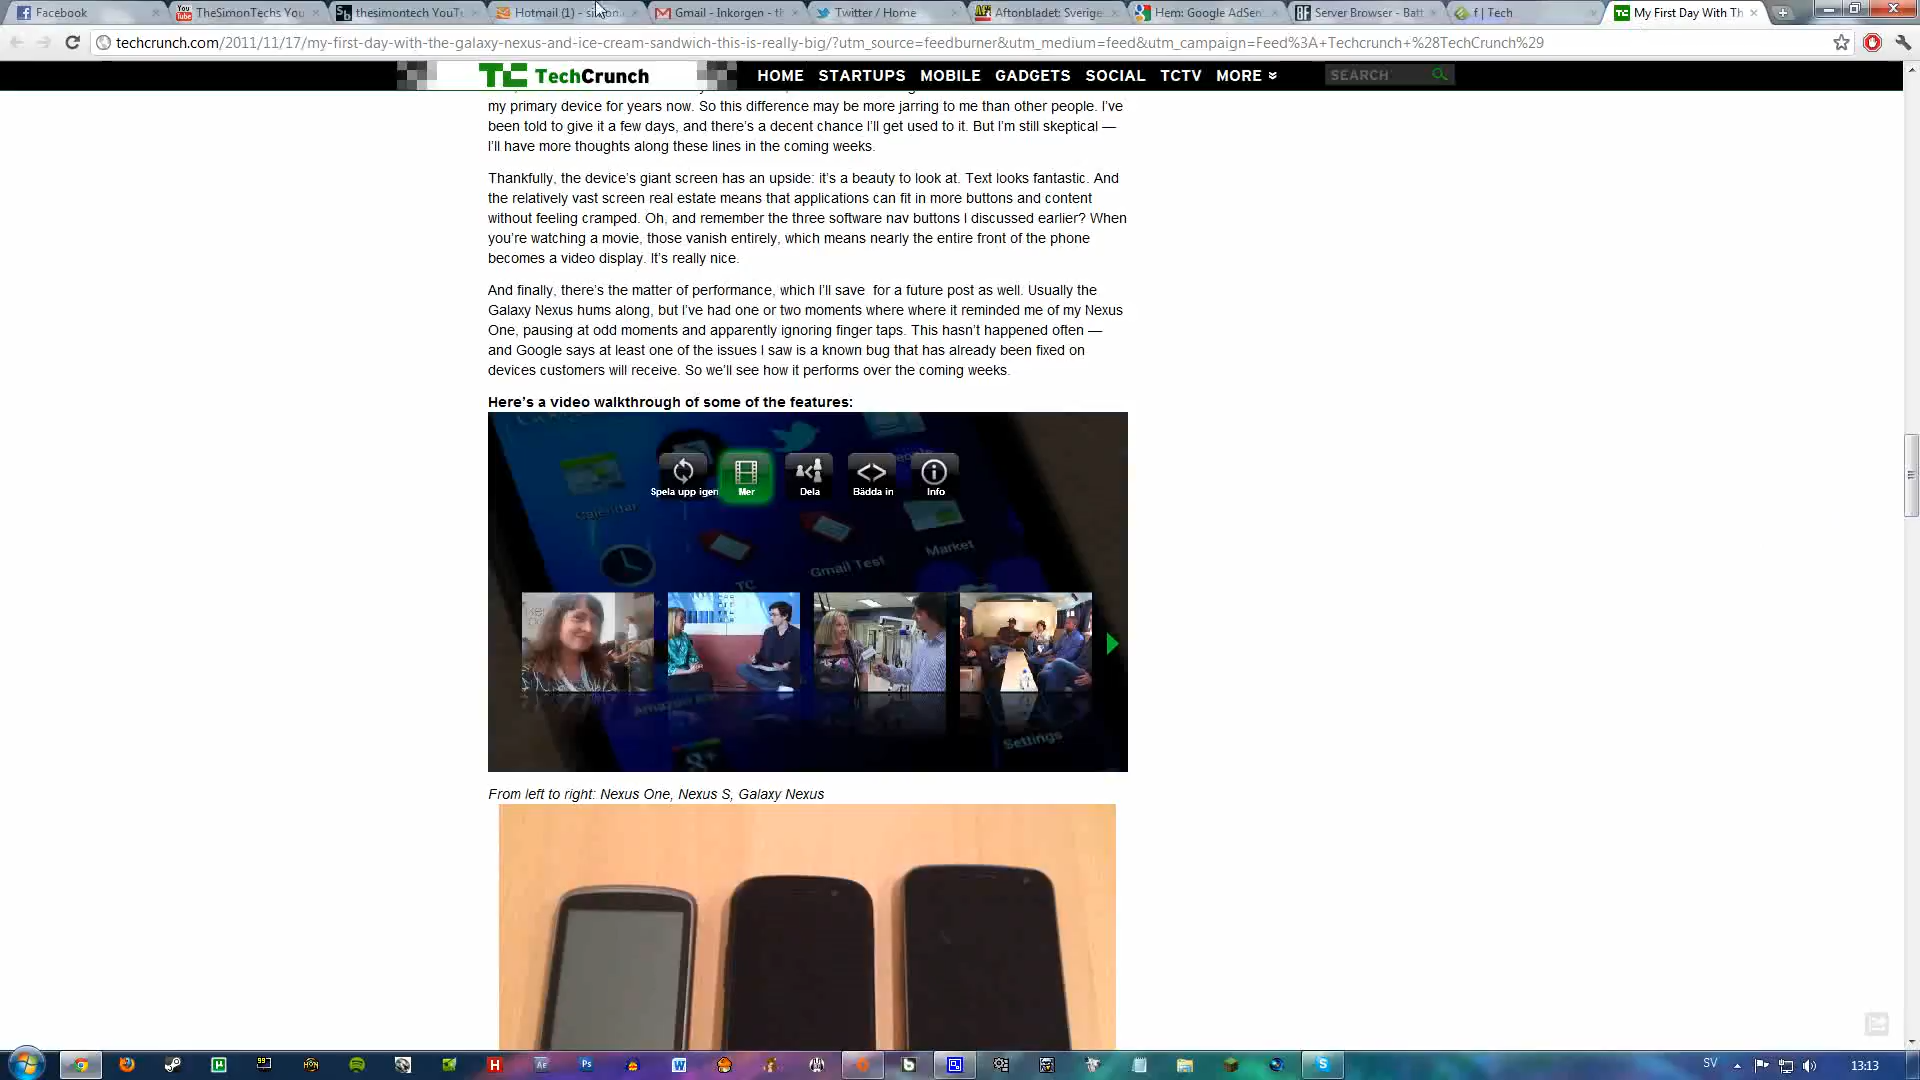 Facebook
TheSimonTechs You
thesimontech YouTu
Hotmail (1) - simon
Gmail - Inkorgen - th
Twitter / Home
Aftonbladet: Sverige
Hem: Google AdSen
Server Browser - Batt
f | Tech
My First Day With Th
techcrunch.com/2011/11/17/my-first-day-with-the-galaxy-nexus-and-ice-cream-sandwich-this-is-really-big/?utm_source=feedburner&utm_medium=feed&utm_campaign=Feed%3A+Techcrunch+%28TechCrunch%29
TechCrunch
HOME STARTUPS MOBILE GADGETS SOCIAL TCTV MORE
SEARCH
my primary device for years now. So this difference may be more jarring to me than other people. I've
been told to give it a few days, and there's a decent chance I'll get used to it. But I'm still skeptical —
I'll have more thoughts along these lines in the coming weeks.
Thankfully, the device's giant screen has an upside: it's a beauty to look at. Text looks fantastic. And
the relatively vast screen real estate means that applications can fit in more buttons and content
without feeling cramped. Oh, and remember the three software nav buttons I discussed earlier? When
you're watching a movie, those vanish entirely, which means nearly the entire front of the phone
becomes a video display. It's really nice.
And finally, there's the matter of performance, which I'll save for a future post as well. Usually the
Galaxy Nexus hums along, but I've had one or two moments where where it reminded me of my Nexus
One, pausing at odd moments and apparently ignoring finger taps. This hasn't happened often —
and Google says at least one of the issues I saw is a known bug that has already been fixed on
devices customers will receive. So we'll see how it performs over the coming weeks.
Here's a video walkthrough of some of the features:
Spela upp igen
Mer
Dela
Bädda in
Info
Calendar
Market
Gmail Test
TC
Amazon
Settings
From left to right: Nexus One, Nexus S, Galaxy Nexus
SV
13:13